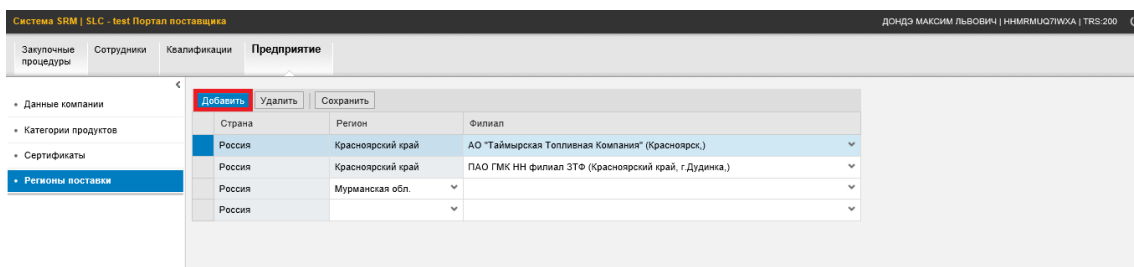 Система SRM | SLC - test Портал поставщика
ДОНДЭ МАКСИМ ЛЬВОВИЧ | HHMRMUQ7IWXA | TRS:200
Закупочные процедуры
Сотрудники
Квалификации
Предприятие
• Данные компании
• Категории продуктов
• Сертификаты
• Регионы поставки
Добавить Удалить Сохранить
Страна Регион Филиал
Россия Красноярский край АО "Таймырская Топливная Компания" (Красноярск,)
Россия Красноярский край ПАО ГМК НН филиал ЗТФ (Красноярский край, г.Дудинка,)
Россия Мурманская обл.
Россия